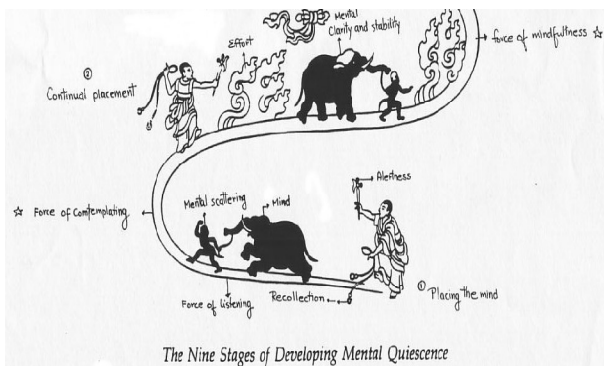 Mental
Clarity and stability
Effort
→ force of mindfulness ☆
②
Continual placement
→ Alertness
Mental scattering
Mind
☆ Force of Contemplating
Force of listening
Recollection
① Placing the mind
The Nine Stages of Developing Mental Quiescence